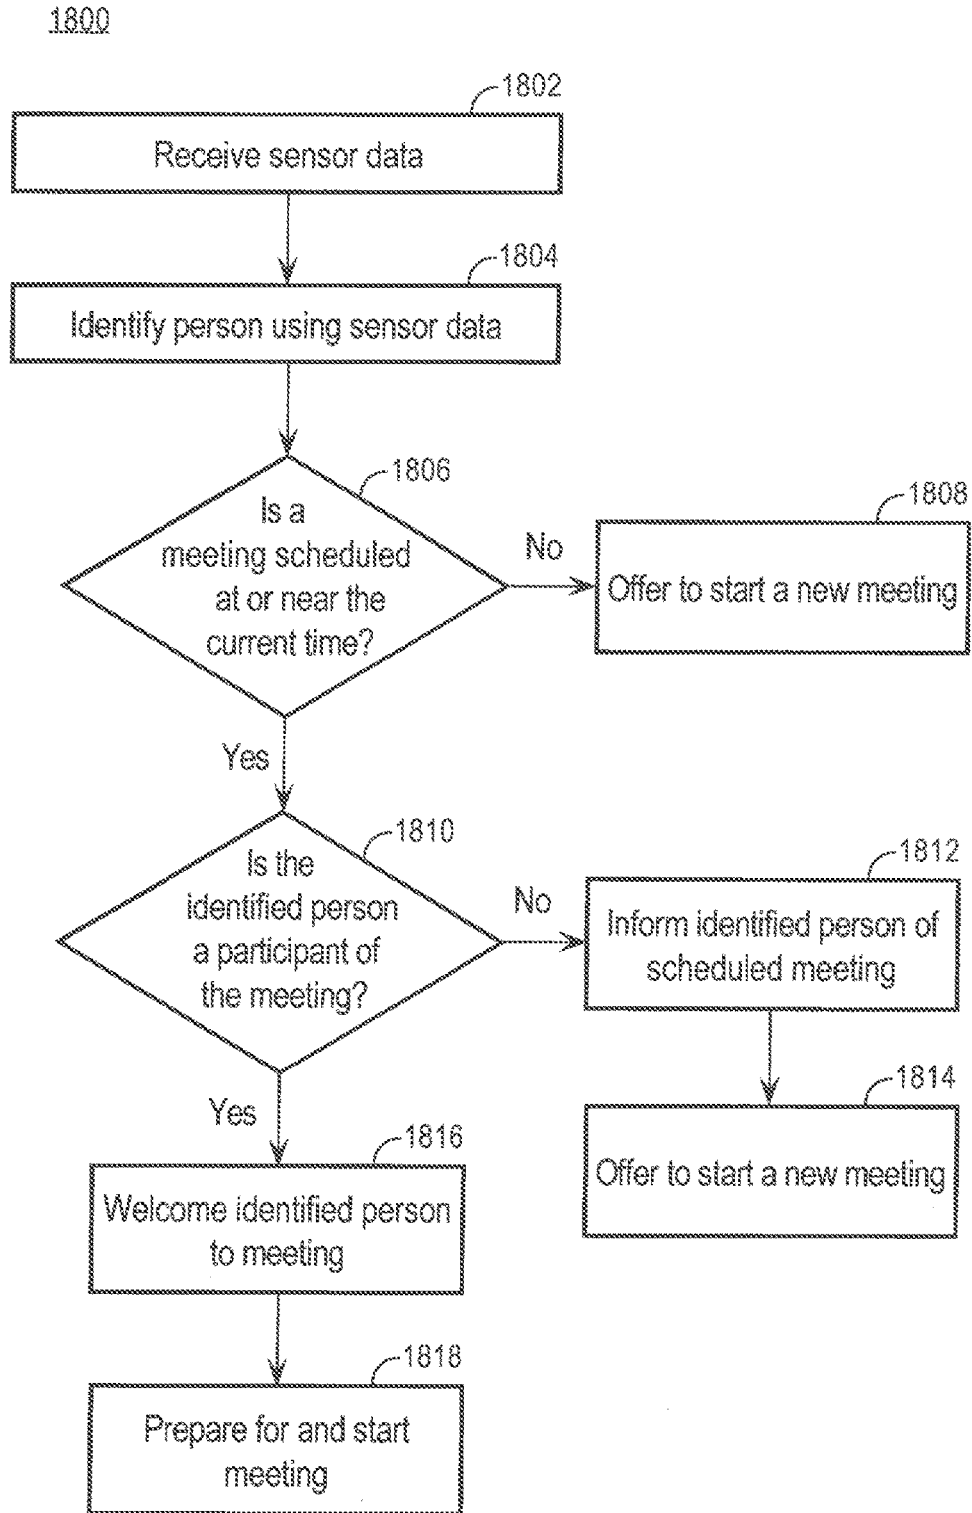 1800
1802
Receive sensor data
1804
Identify person using sensor data
1806
Is a
meeting scheduled
at or near the
current time?
No
1808
Offer to start a new meeting
Yes
1810
Is the
identified person
a participant of
the meeting?
No
1812
Inform identified person of
scheduled meeting
1814
Offer to start a new meeting
Yes
1816
Welcome identified person
to meeting
1818
Prepare for and start
meeting